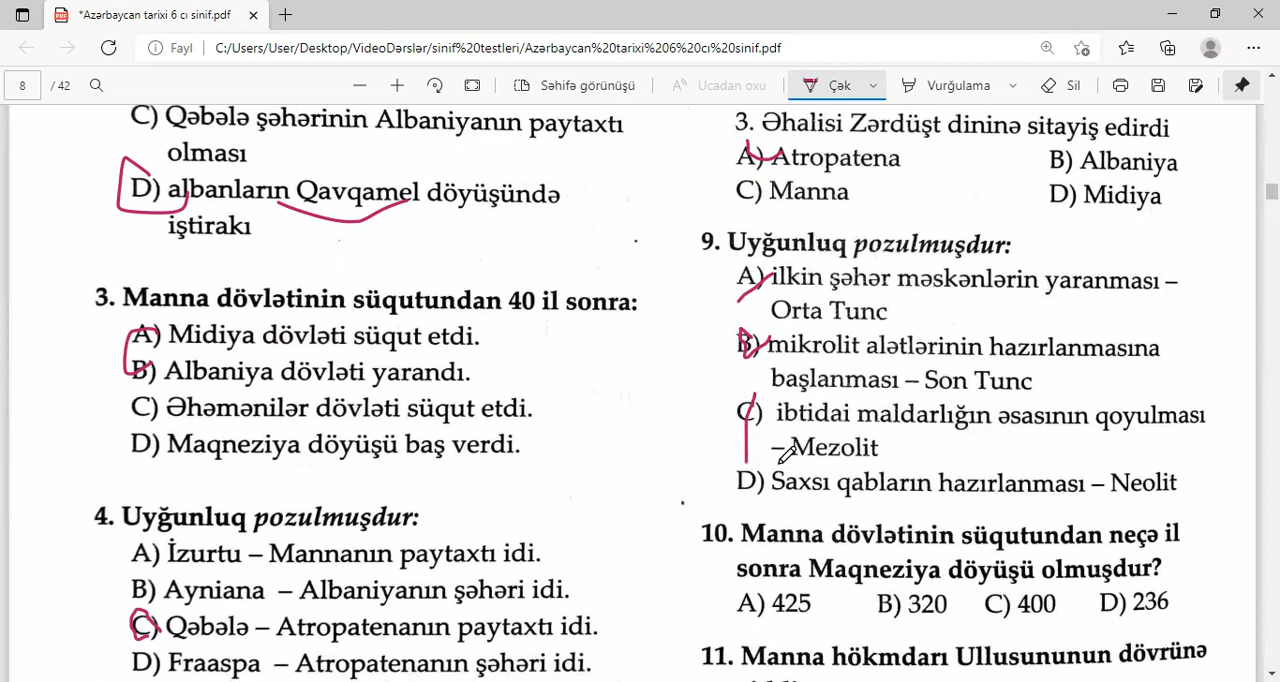 *Azərbaycan tarixi 6 cı sinif.pdf
Fayl
C:/Users/User/Desktop/VideoDərslər/sinif%20testleri/Azərbaycan%20tarixi%206%20cı%20sinif.pdf
8 / 42
Səhifə görünüşü
Ucadan oxu
Çək
Vurğulama
Sil
C) Qəbələ şəhərinin Albaniyanın paytaxtı
olması
D) albanların Qavqamel döyüşündə
iştirakı
3. Manna dövlətinin süqutundan 40 il sonra:
A) Midiya dövləti süqut etdi.
B) Albaniya dövləti yarandı.
C) Əhəmənilər dövləti süqut etdi.
D) Maqneziya döyüşü baş verdi.
4. Uyğunluq pozulmuşdur:
A) İzurtu – Mannanın paytaxtı idi.
B) Ayniana – Albaniyanın şəhəri idi.
C) Qəbələ – Atropatenanın paytaxtı idi.
D) Fraaspa – Atropatenanın şəhəri idi.
3. Əhalisi Zərdüşt dininə sitayiş edirdi
A) Atropatena B) Albaniya
C) Manna D) Midiya
9. Uyğunluq pozulmuşdur:
A) ilkin şəhər məskənlərin yaranması –
Orta Tunc
B) mikrolit alətlərinin hazırlanmasına
başlanması – Son Tunc
C) ibtidai maldarlığın əsasının qoyulması
– Mezolit
D) Saxsı qabların hazırlanması – Neolit
10. Manna dövlətinin süqutundan neçə il
sonra Maqneziya döyüşü olmuşdur?
A) 425 B) 320 C) 400 D) 236
11. Manna hökmdarı Ullusununun dövrünə